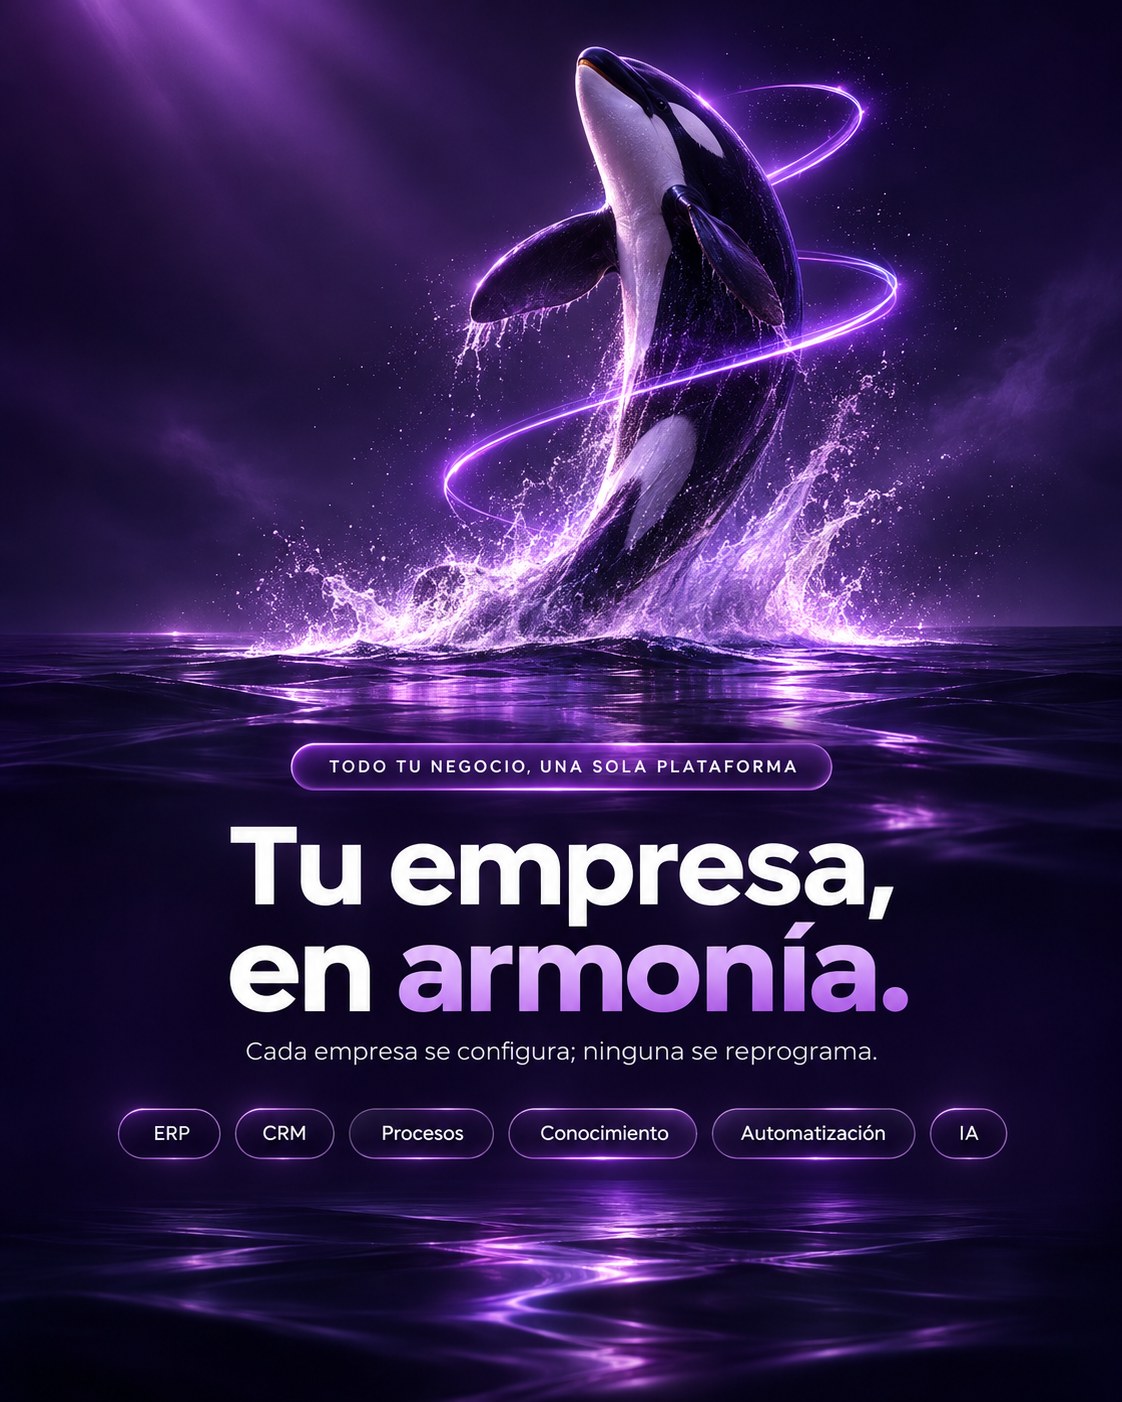 TODO TU NEGOCIO, UNA SOLA PLATAFORMA
Tu empresa,
en armonía.
Cada empresa se configura; ninguna se reprograma.
ERP CRM Procesos Conocimiento Automatización IA